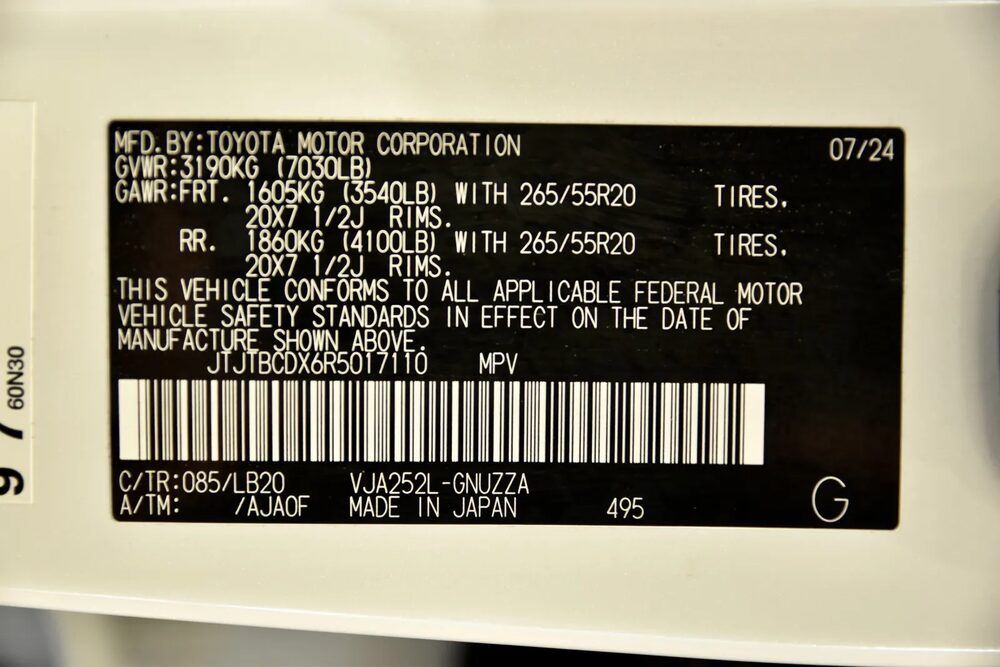 MFD. BY: TOYOTA MOTOR CORPORATION 07/24
GVWR: 3190KG (7030LB)
GAWR: FRT. 1605KG (3540LB) WITH 265/55R20 TIRES.
20X7 1/2J RIMS.
RR. 1860KG (4100LB) WITH 265/55R20 TIRES.
20X7 1/2J RIMS.
THIS VEHICLE CONFORMS TO ALL APPLICABLE FEDERAL MOTOR
VEHICLE SAFETY STANDARDS IN EFFECT ON THE DATE OF
MANUFACTURE SHOWN ABOVE.
JTJTBCDX6R5017110 MPV
C/TR: 085/LB20 VJA252L-GNUZZA
A/TM: /AJA0F MADE IN JAPAN 495 G
60N30